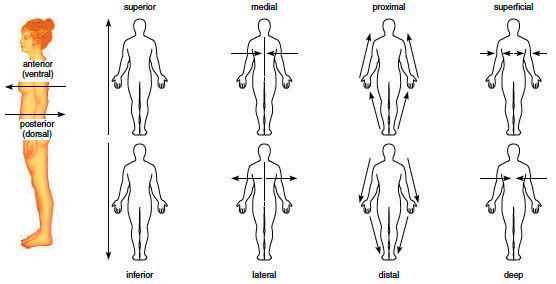 superior
medial
proximal
superficial
anterior
(ventral)
posterior
(dorsal)
inferior
lateral
distal
deep